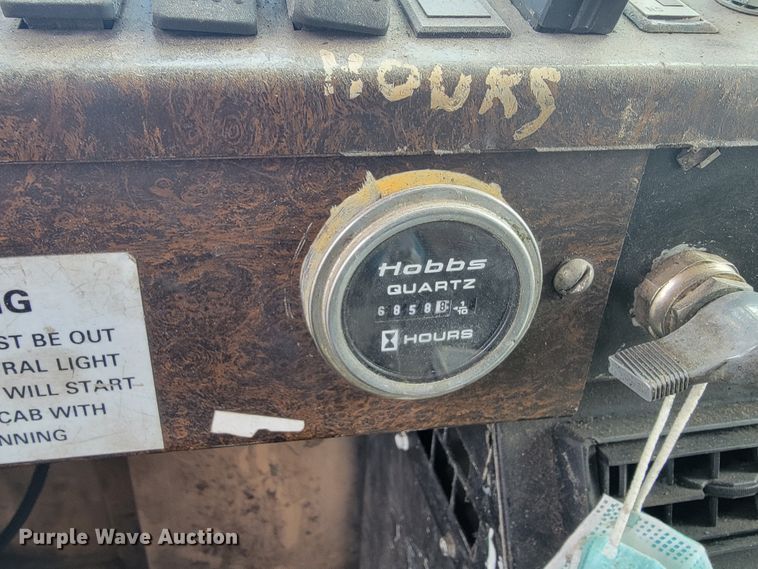 HOURS
Hobbs
QUARTZ
68588 1/10
HOURS
NG
ST BE OUT
RAL LIGHT
WILL START
CAB WITH
NNING
Purple Wave Auction